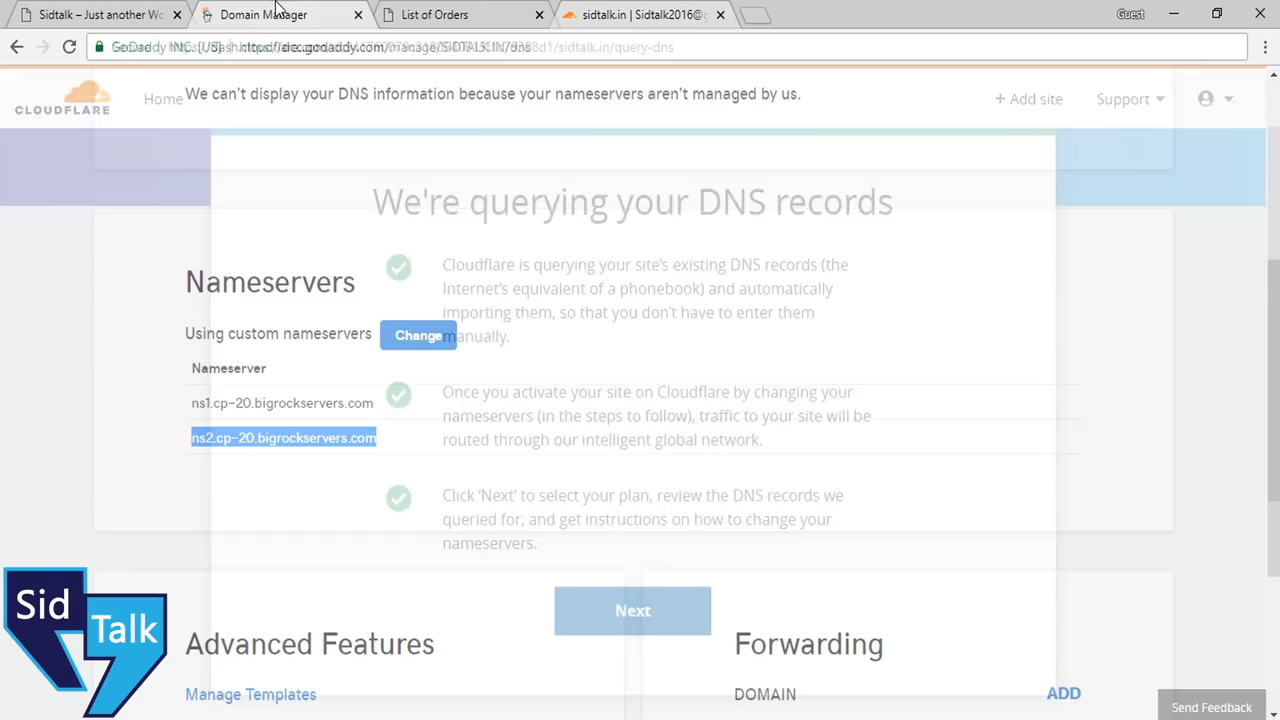 Sidtalk – Just another Wo
Domain Manager
List of Orders
sidtalk.in | Sidtalk2016@g
Guest
CLOUDFLARE
Home
We can't display your DNS information because your nameservers aren't managed by us.
+ Add site
Support
We're querying your DNS records
Cloudflare is querying your site's existing DNS records (the
Internet's equivalent of a phonebook) and automatically
importing them, so that you don't have to enter them
manually.
Nameservers
Using custom nameservers
Change
Nameserver
ns1.cp-20.bigrockservers.com
ns2.cp-20.bigrockservers.com
Once you activate your site on Cloudflare by changing your
nameservers (in the steps to follow), traffic to your site will be
routed through our intelligent global network.
Click 'Next' to select your plan, review the DNS records we
queried for, and get instructions on how to change your
nameservers.
Next
Sid
Talk
Advanced Features
Manage Templates
Forwarding
DOMAIN
ADD
Send Feedback